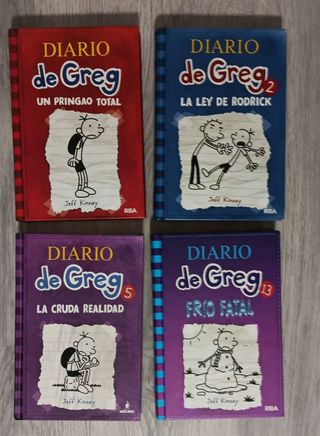 DIARIO
de Greg
UN PRINGAO TOTAL
Jeff Kinney
RBA
DIARIO
de Greg 2
LA LEY DE RODRICK
Jeff Kinney
RBA
DIARIO
de Greg 5
LA CRUDA REALIDAD
Jeff Kinney
MOLINO
DIARIO
de Greg 13
FRÍO FATAL
Jeff Kinney
RBA